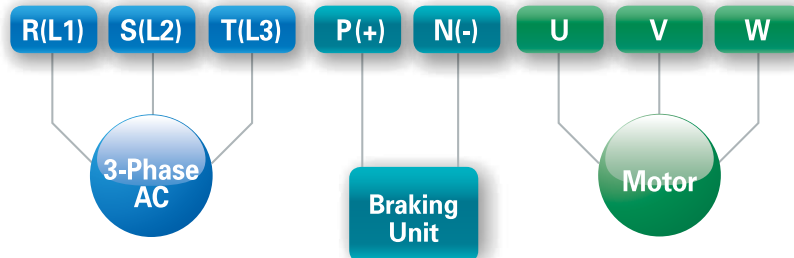 R(L1) S(L2) T(L3) P(+) N(-) U V W
3-Phase
AC
Braking
Unit
Motor